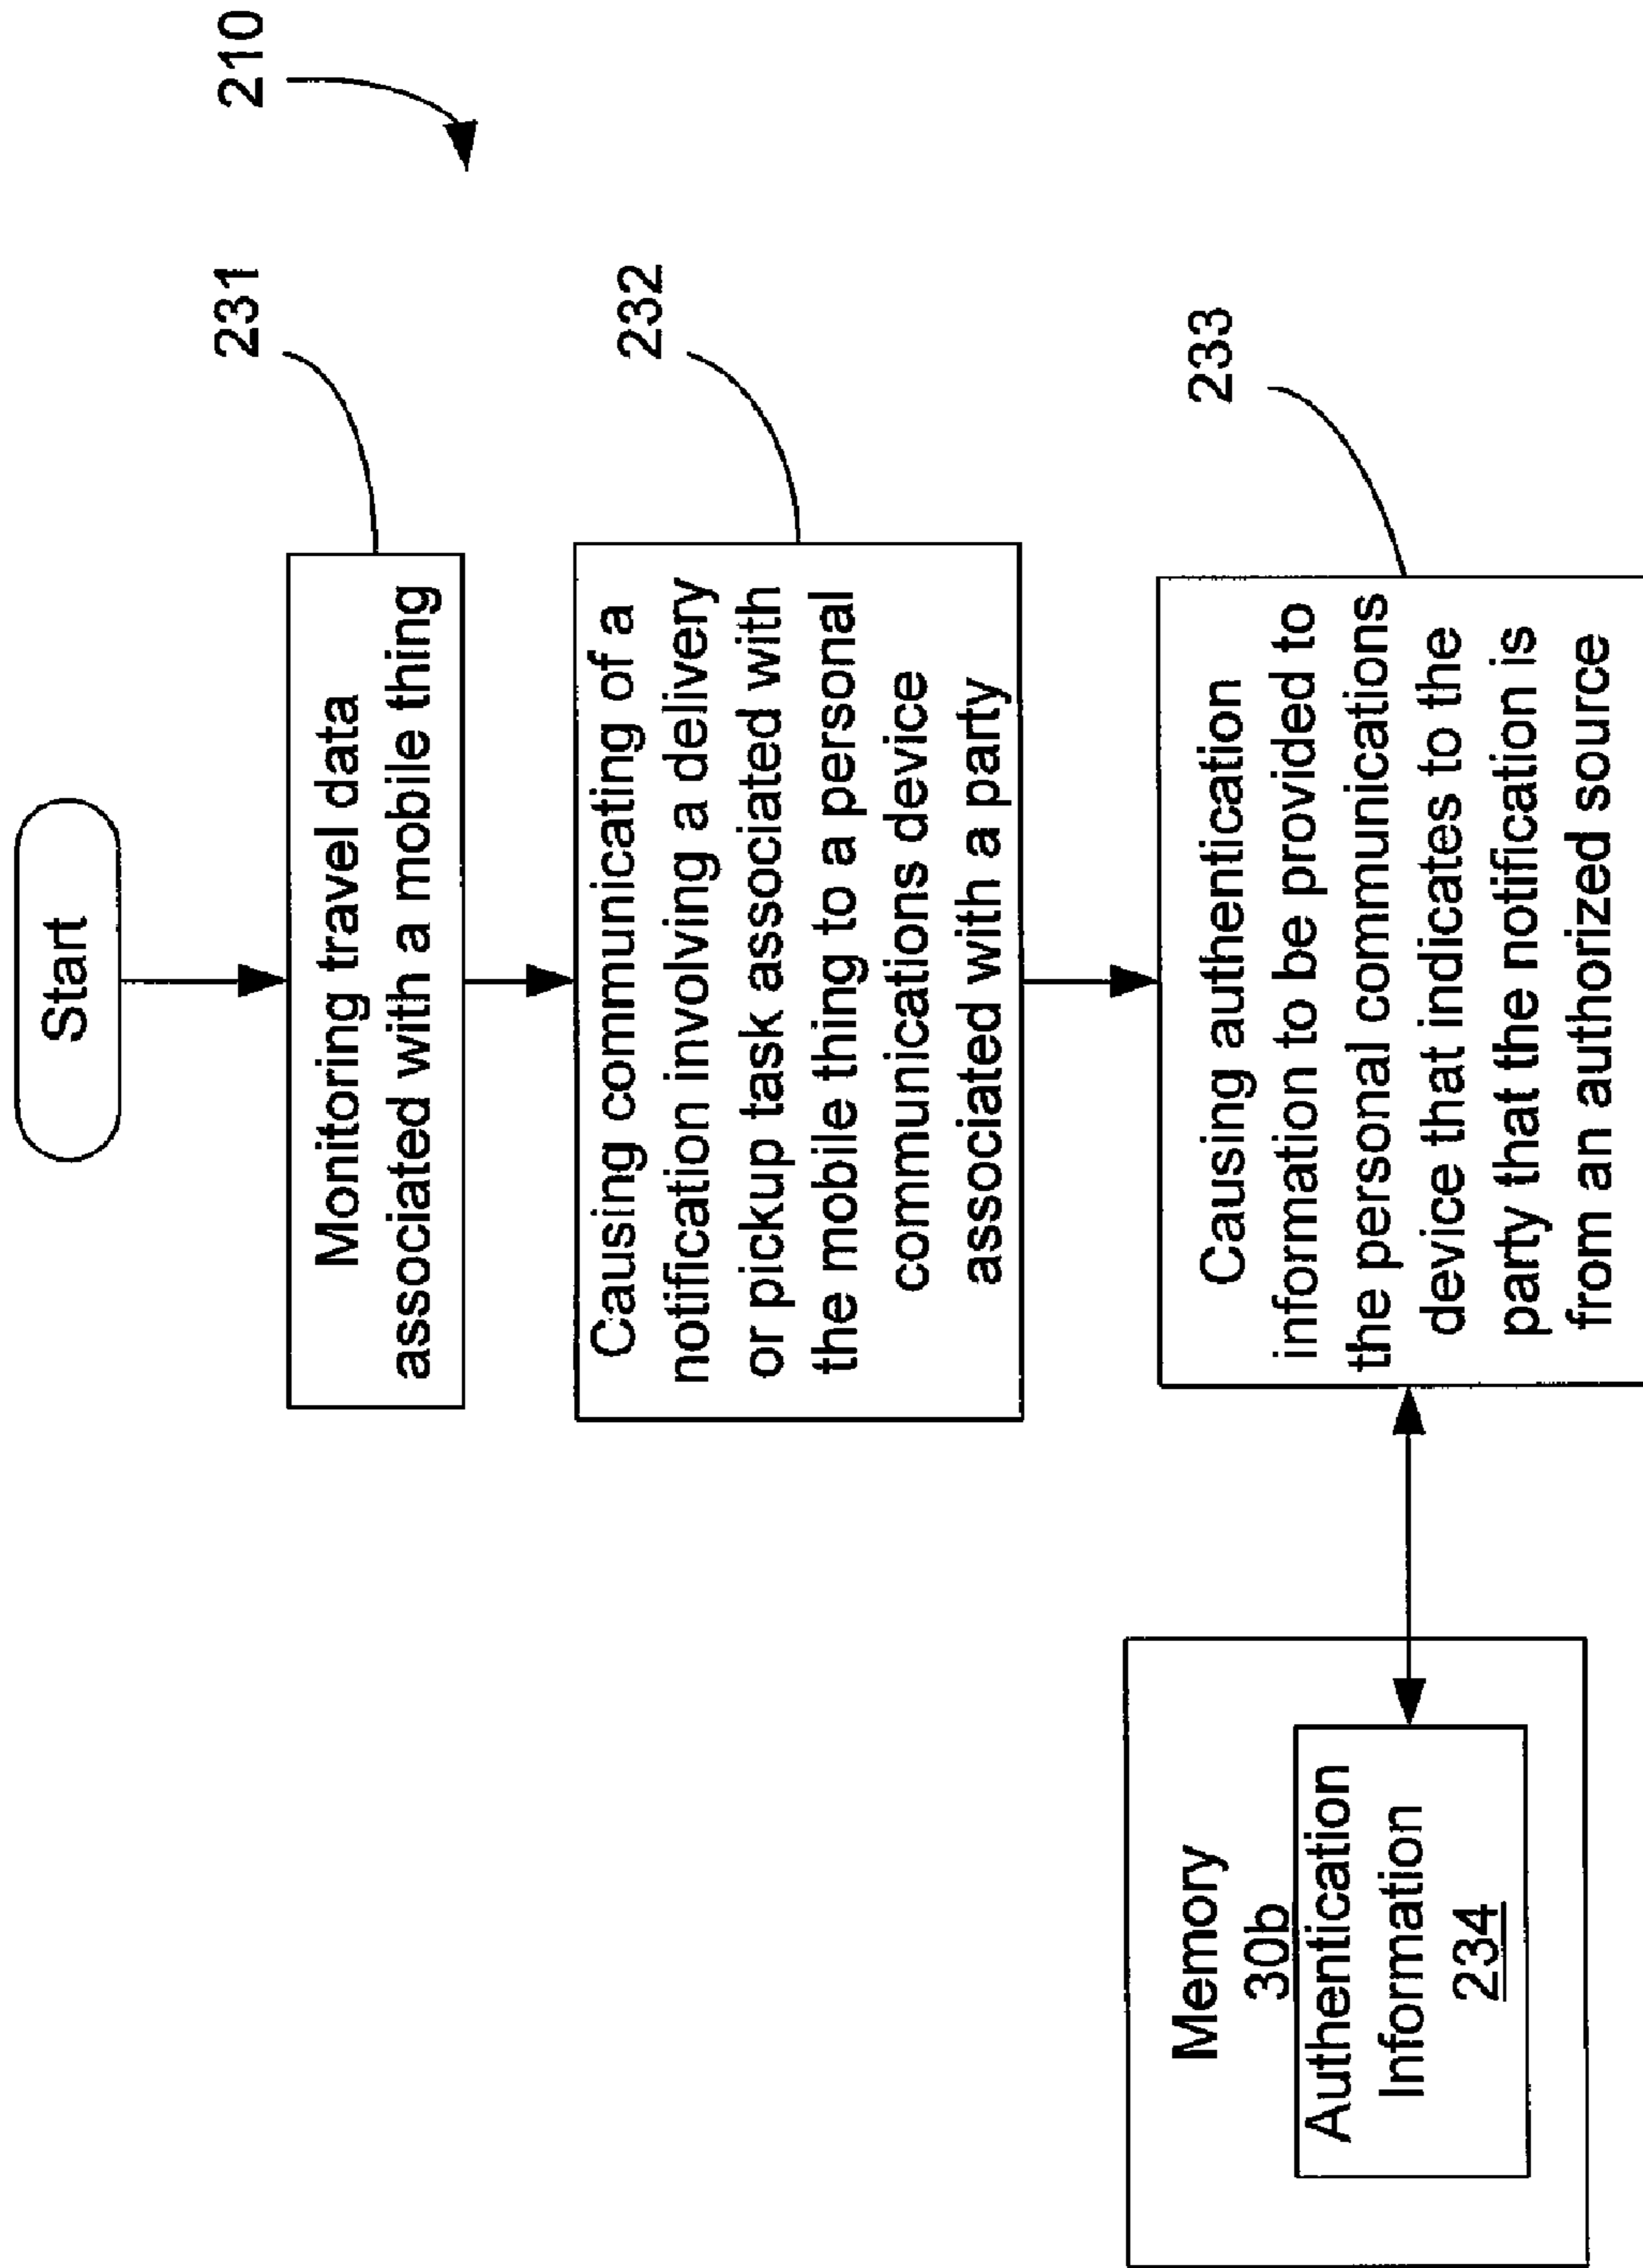 Start
210
231
Monitoring travel data
associated with a mobile thing
232
Causing communicating of a
notification involving a delivery
or pickup task associated with
the mobile thing to a personal
communications device
associated with a party
233
Causing authentication
information to be provided to
the personal communications
device that indicates to the
party that the notification is
from an authorized source
Memory
30b
Authentication
Information
234